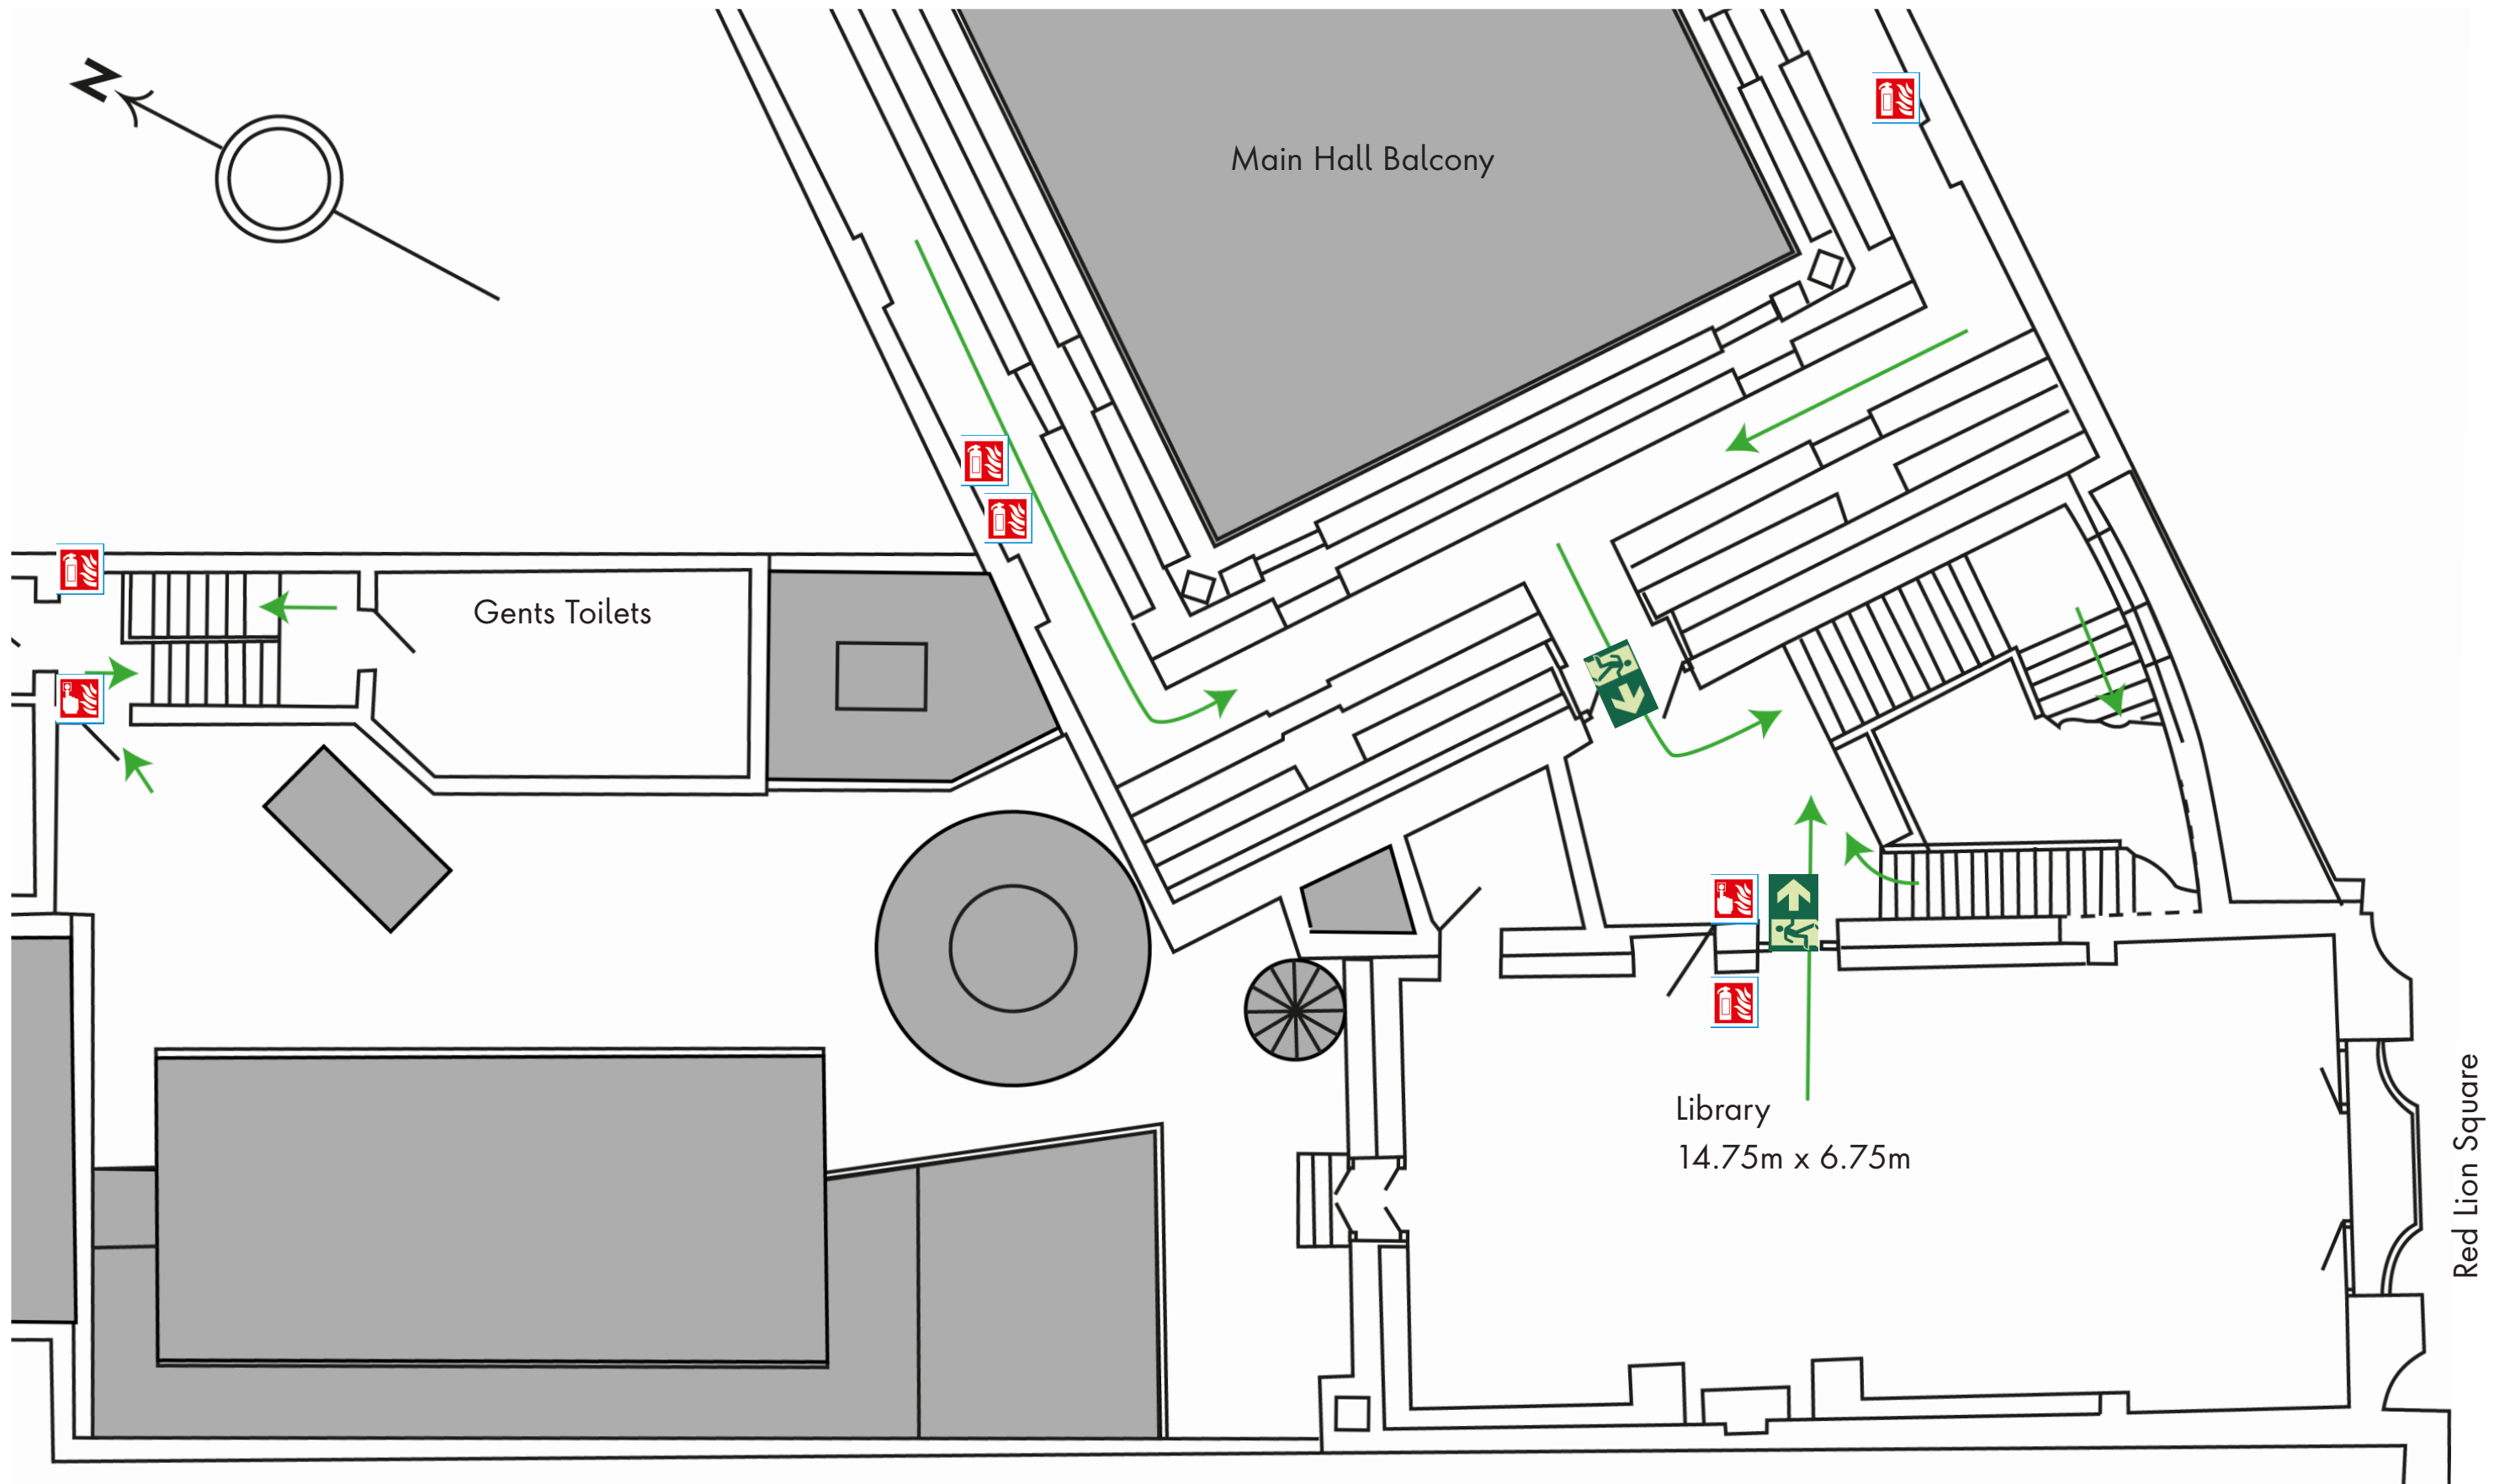 N
Main Hall Balcony
Gents Toilets
Library
14.75m x 6.75m
Red Lion Square